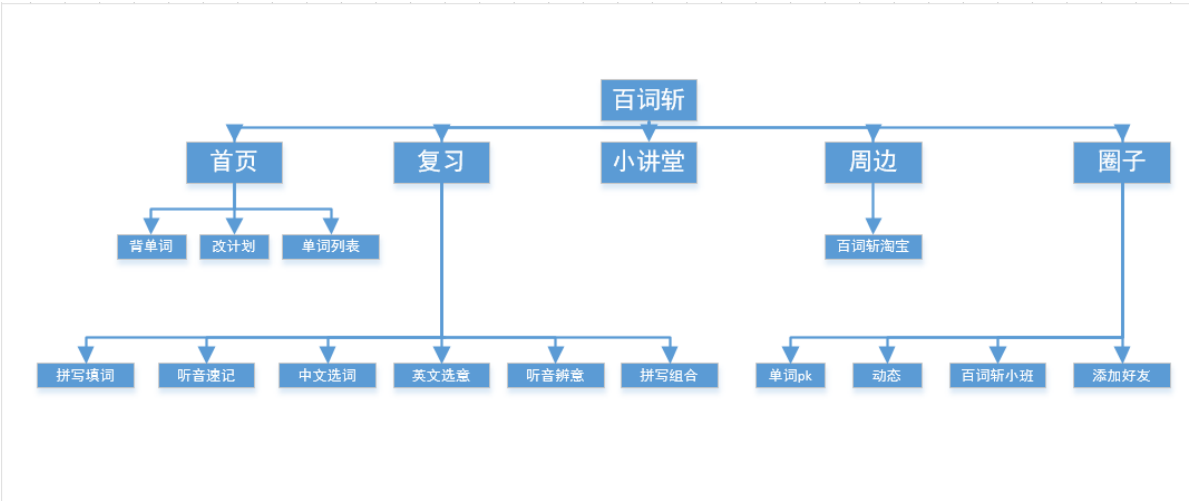 百词斩
首页
复习
小讲堂
周边
圈子
背单词
改计划
单词列表
百词斩淘宝
拼写填词
听音速记
中文选词
英文选意
听音辨意
拼写组合
单词pk
动态
百词斩小班
添加好友